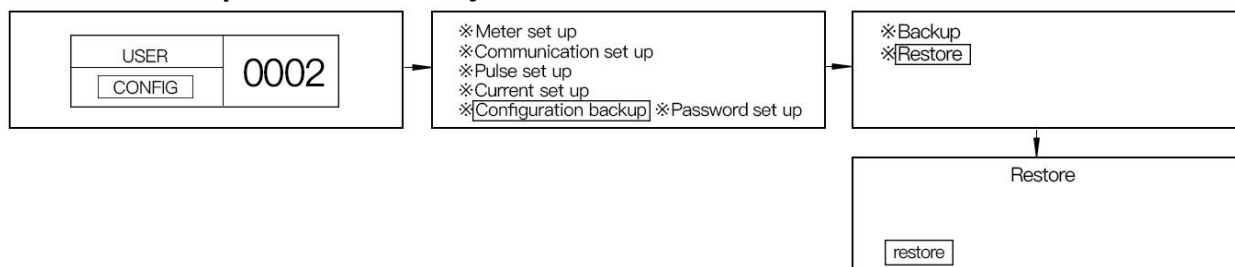 USER
CONFIG
0002
※Meter set up
※Communication set up
※Pulse set up
※Current set up
※Configuration backup ※Password set up
※Backup
※Restore
Restore
restore